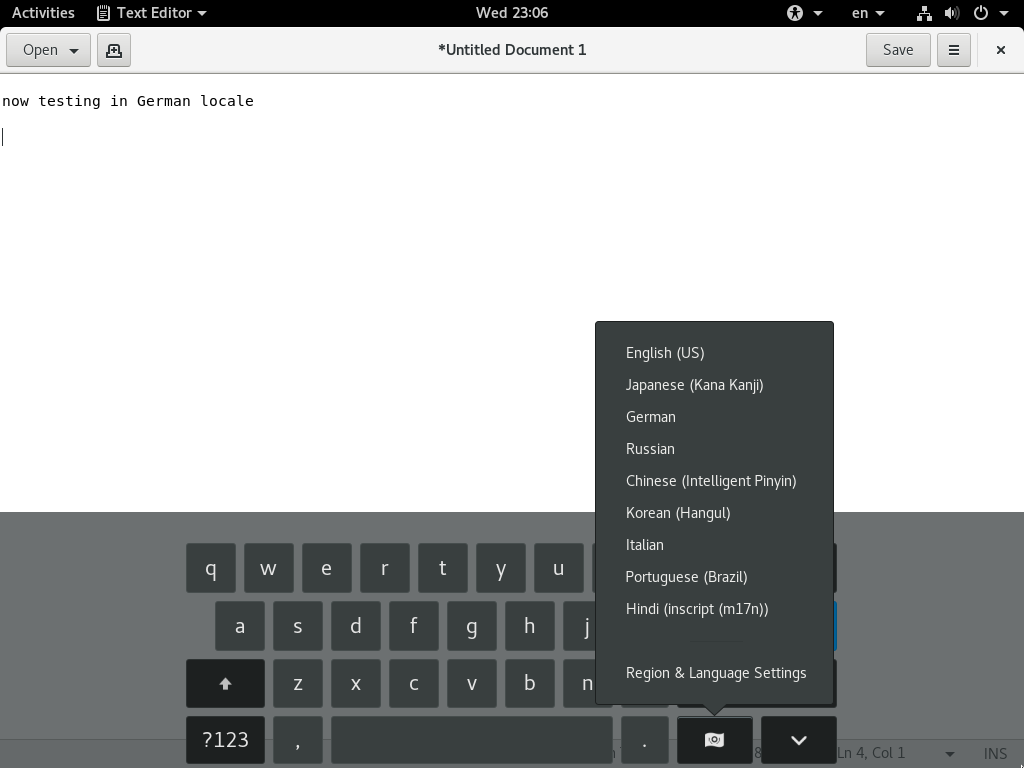 Activities Text Editor Wed 23:06 en
Open *Untitled Document 1 Save
now testing in German locale
English (US)
Japanese (Kana Kanji)
German
Russian
Chinese (Intelligent Pinyin)
Korean (Hangul)
Italian
Portuguese (Brazil)
Hindi (inscript (m17n))
Region & Language Settings
q w e r t y u
a s d f g h j
z x c v b n
?123 , .
Ln 4, Col 1 INS